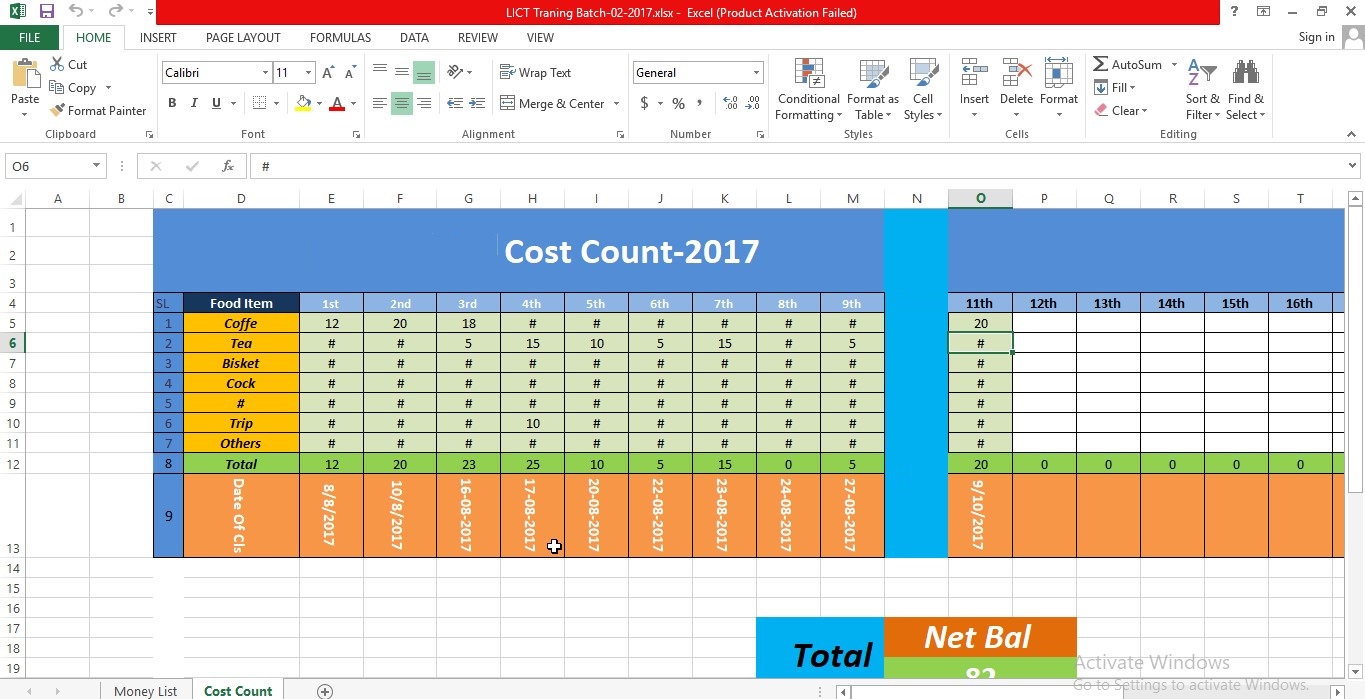 LICT Traning Batch-02-2017.xlsx - Excel (Product Activation Failed)
FILE HOME INSERT PAGE LAYOUT FORMULAS DATA REVIEW VIEW Sign in
Cut
Copy
Format Painter
Paste
Clipboard
Calibri 11
B I U
Font
Wrap Text
Merge & Center
Alignment
General
$ % ,
Number
Conditional Formatting
Format as Table
Cell Styles
Styles
Insert Delete Format
Cells
AutoSum
Fill
Clear
Sort & Filter
Find & Select
Editing
O6 fx #
A B C D E F G H I J K L M N O P Q R S T
1
2 Cost Count-2017
3
4 SL Food Item 1st 2nd 3rd 4th 5th 6th 7th 8th 9th 11th 12th 13th 14th 15th 16th
5 1 Coffe 12 20 18 # # # # # # 20
6 2 Tea # # 5 15 10 5 15 # 5 #
7 3 Bisket # # # # # # # # # #
8 4 Cock # # # # # # # # # #
9 5 # # # # # # # # # # #
10 6 Trip # # # 10 # # # # # #
11 7 Others # # # # # # # # # #
12 8 Total 12 20 23 25 10 5 15 0 5 20 0 0 0 0 0
13 9 Date Of Cls 8/8/2017 10/8/2017 16-08-2017 17-08-2017 20-08-2017 22-08-2017 23-08-2017 24-08-2017 27-08-2017 9/10/2017
14
15
16
17 Net Bal
18 Total
19 82
Activate Windows
Go to Settings to activate Windows.
Money List Cost Count